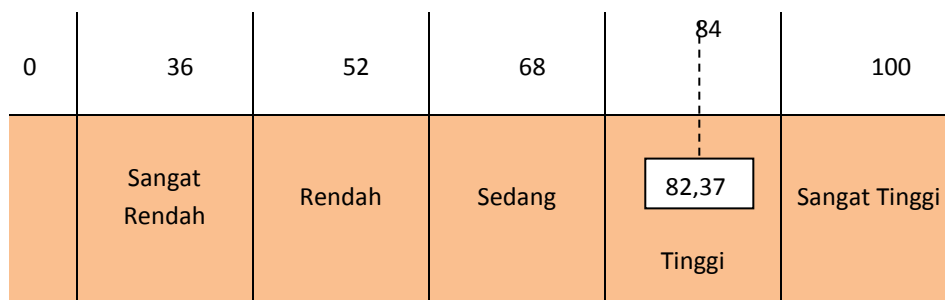 0 36 52 68 84 100
Sangat Rendah
Rendah
Sedang
82,37
Tinggi
Sangat Tinggi